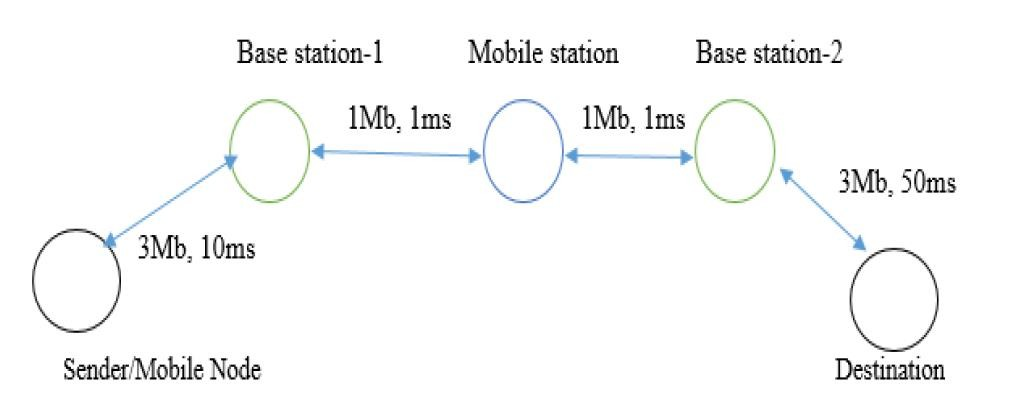 Base station-1
Mobile station
Base station-2
1Mb, 1ms
1Mb, 1ms
3Mb, 50ms
3Mb, 10ms
Sender/Mobile Node
Destination